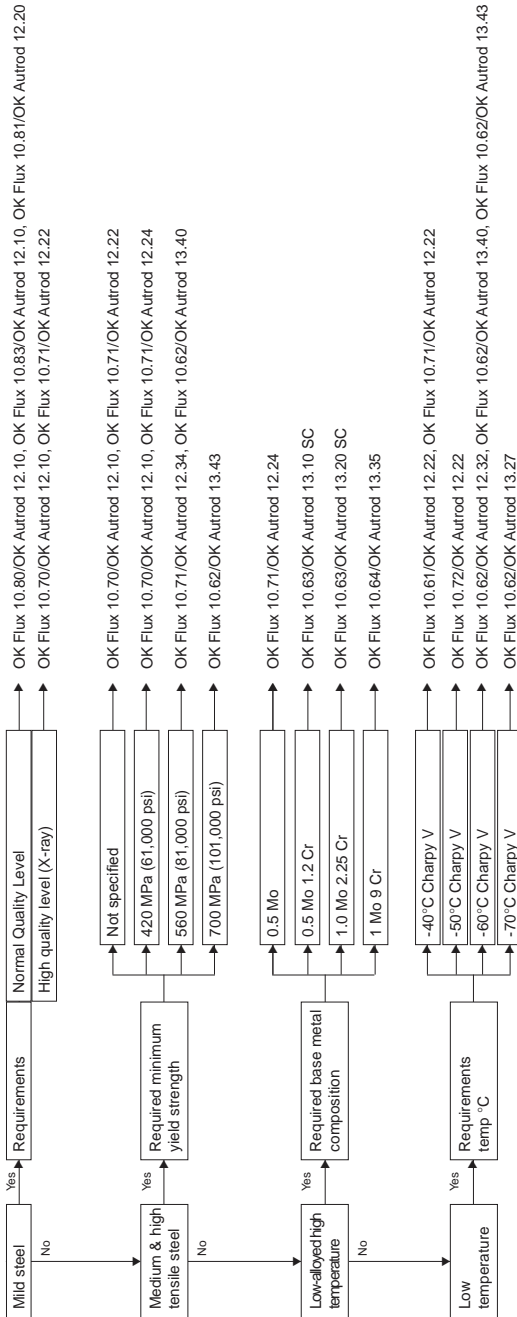 Mild steel
Yes
Requirements
Normal Quality Level
OK Flux 10.80/OK Autrod 12.10, OK Flux 10.83/OK Autrod 12.10, OK Flux 10.81/OK Autrod 12.20
High quality level (X-ray)
OK Flux 10.70/OK Autrod 12.10, OK Flux 10.71/OK Autrod 12.22
No
Medium & high
tensile steel
Yes
Required minimum
yield strength
Not specified
OK Flux 10.70/OK Autrod 12.10, OK Flux 10.71/OK Autrod 12.22
420 MPa (61,000 psi)
OK Flux 10.70/OK Autrod 12.10, OK Flux 10.71/OK Autrod 12.24
560 MPa (81,000 psi)
OK Flux 10.71/OK Autrod 12.34, OK Flux 10.62/OK Autrod 13.40
700 MPa (101,000 psi)
OK Flux 10.62/OK Autrod 13.43
No
Low-alloyed high
temperature
Yes
Required base metal
composition
0.5 Mo
OK Flux 10.71/OK Autrod 12.24
0.5 Mo 1.2 Cr
OK Flux 10.63/OK Autrod 13.10 SC
1.0 Mo 2.25 Cr
OK Flux 10.63/OK Autrod 13.20 SC
1 Mo 9 Cr
OK Flux 10.64/OK Autrod 13.35
No
Low
temperature
Yes
Requirements
temp °C
-40°C Charpy V
OK Flux 10.61/OK Autrod 12.22, OK Flux 10.71/OK Autrod 12.22
-50°C Charpy V
OK Flux 10.72/OK Autrod 12.22
-60°C Charpy V
OK Flux 10.62/OK Autrod 12.32, OK Flux 10.62/OK Autrod 13.40, OK Flux 10.62/OK Autrod 13.43
-70°C Charpy V
OK Flux 10.62/OK Autrod 13.27